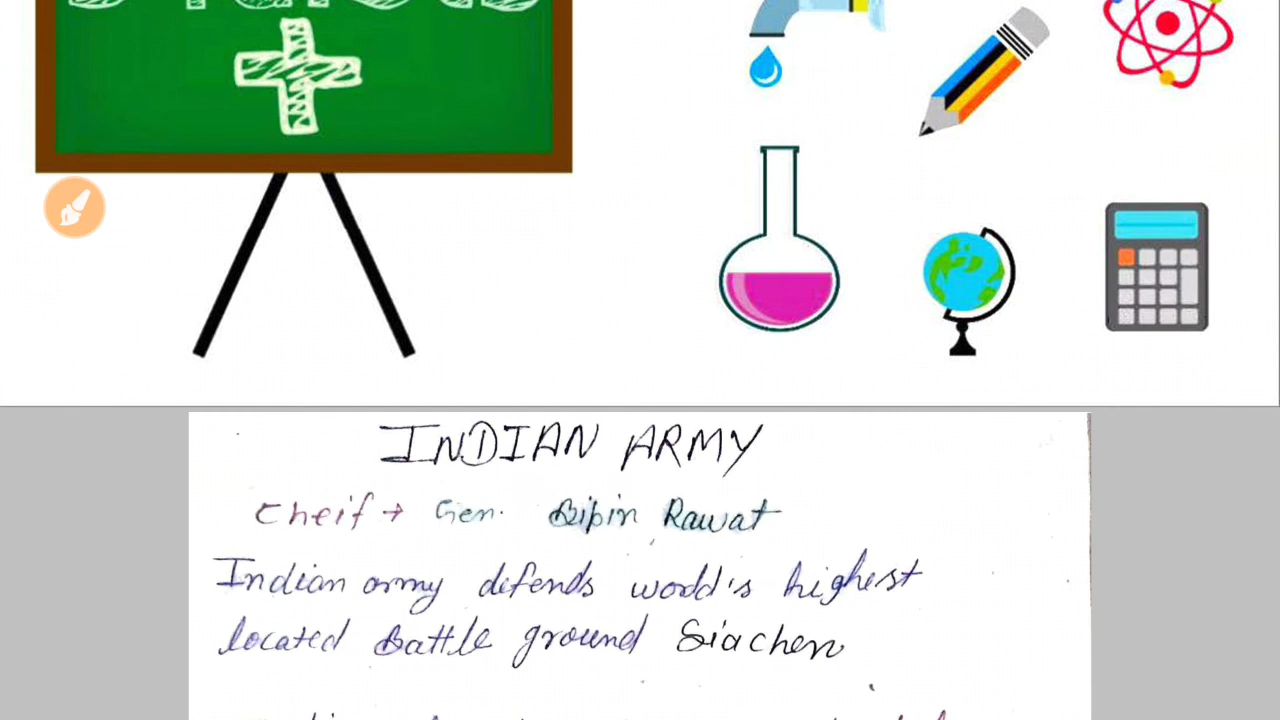 INDIAN ARMY
Cheif → Gen. Bipin Rawat
Indian army defends world's highest
located Battle ground Siachen